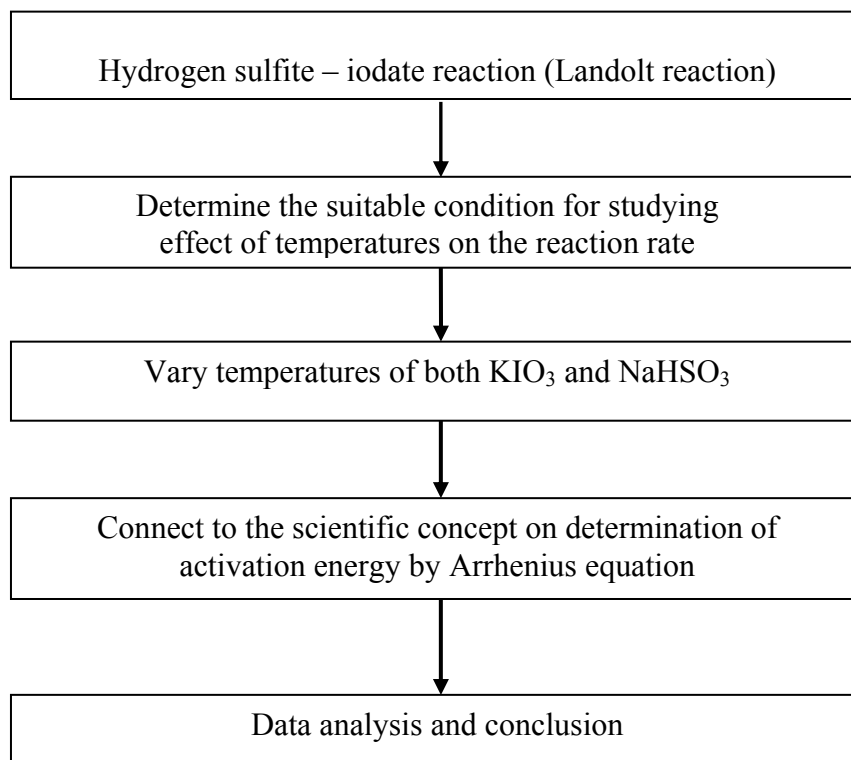 Hydrogen sulfite – iodate reaction (Landolt reaction)
Determine the suitable condition for studying
effect of temperatures on the reaction rate
Vary temperatures of both KIO₃ and NaHSO₃
Connect to the scientific concept on determination of
activation energy by Arrhenius equation
Data analysis and conclusion